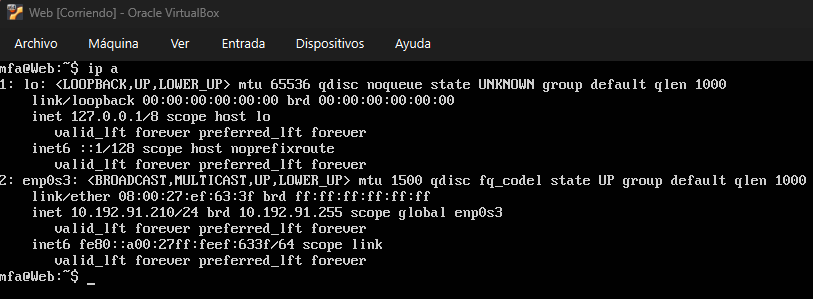 Web [Corriendo] - Oracle VirtualBox
Archivo Máquina Ver Entrada Dispositivos Ayuda
mfa@Web:~$ ip a
1: lo: <LOOPBACK,UP,LOWER_UP> mtu 65536 qdisc noqueue state UNKNOWN group default qlen 1000
    link/loopback 00:00:00:00:00:00 brd 00:00:00:00:00:00
    inet 127.0.0.1/8 scope host lo
       valid_lft forever preferred_lft forever
    inet6 ::1/128 scope host noprefixroute
       valid_lft forever preferred_lft forever
2: enp0s3: <BROADCAST,MULTICAST,UP,LOWER_UP> mtu 1500 qdisc fq_codel state UP group default qlen 1000
    link/ether 08:00:27:ef:63:3f brd ff:ff:ff:ff:ff:ff
    inet 10.192.91.210/24 brd 10.192.91.255 scope global enp0s3
       valid_lft forever preferred_lft forever
    inet6 fe80::a00:27ff:feef:633f/64 scope link
       valid_lft forever preferred_lft forever
mfa@Web:~$ _